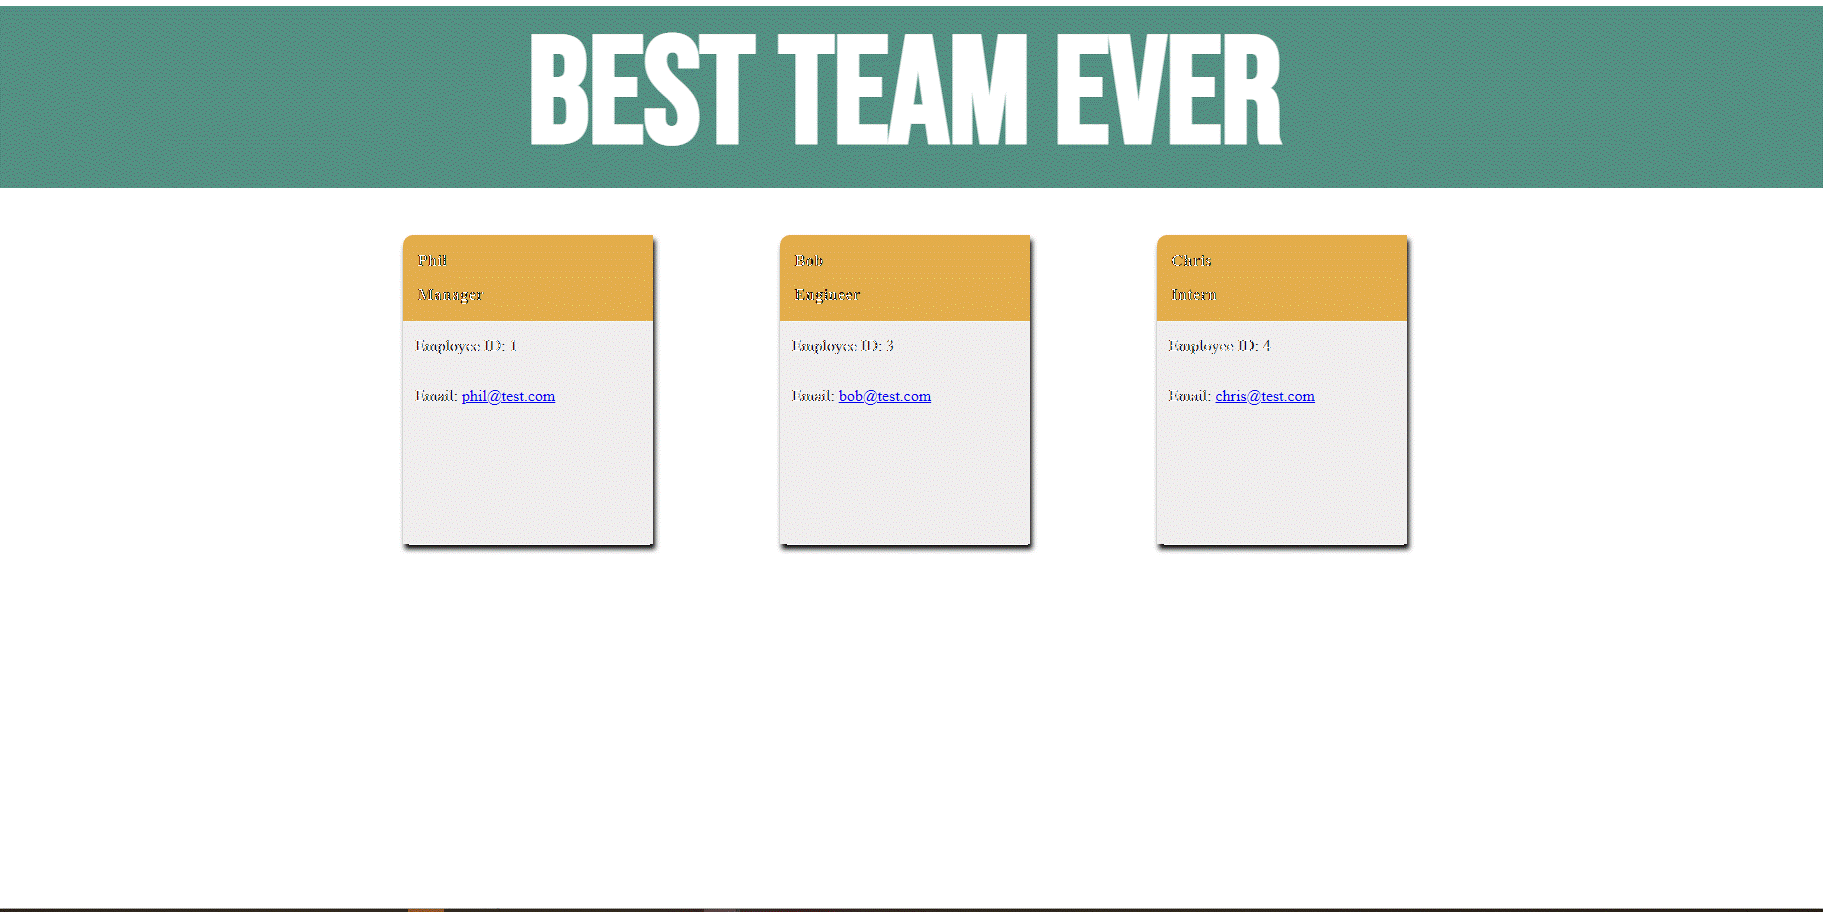 BEST TEAM EVER
Phil
Manager
Employee ID: 1
Email: phil@test.com
Bob
Engineer
Employee ID: 3
Email: bob@test.com
Chris
Intern
Employee ID: 4
Email: chris@test.com